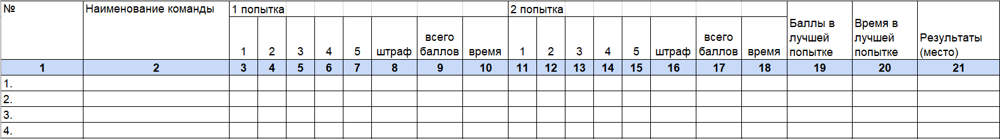 № Наименование команды 1 попытка 2 попытка
1 2 3 4 5 штраф всего баллов время 1 2 3 4 5 штраф всего баллов время Баллы в лучшей попытке Время в лучшей попытке Результаты (место)
1 2 3 4 5 6 7 8 9 10 11 12 13 14 15 16 17 18 19 20 21
1.
2.
3.
4.